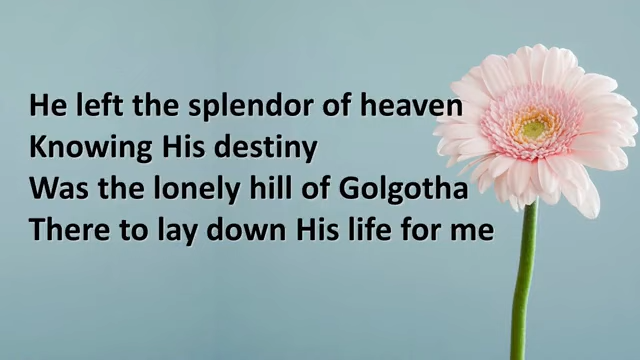 He left the splendor of heaven
Knowing His destiny
Was the lonely hill of Golgotha
There to lay down His life for me